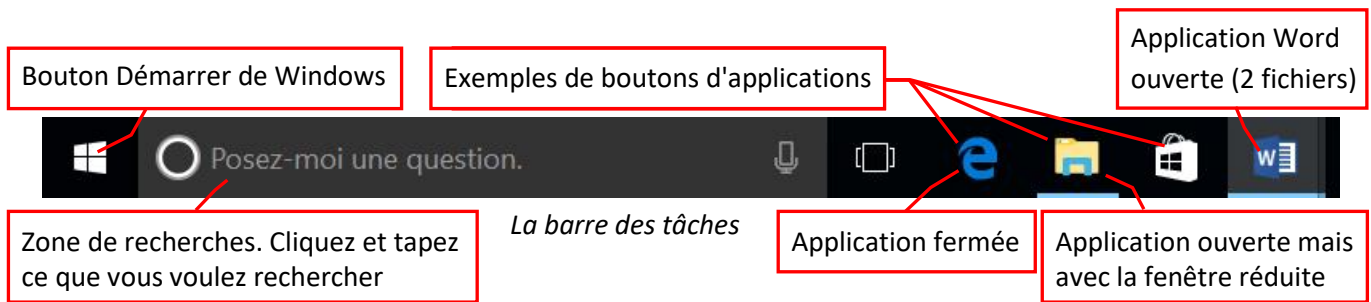 Application Word
ouverte (2 fichiers)
Bouton Démarrer de Windows
Exemples de boutons d'applications
Posez-moi une question.
La barre des tâches
Zone de recherches. Cliquez et tapez
ce que vous voulez rechercher
Application fermée
Application ouverte mais
avec la fenêtre réduite